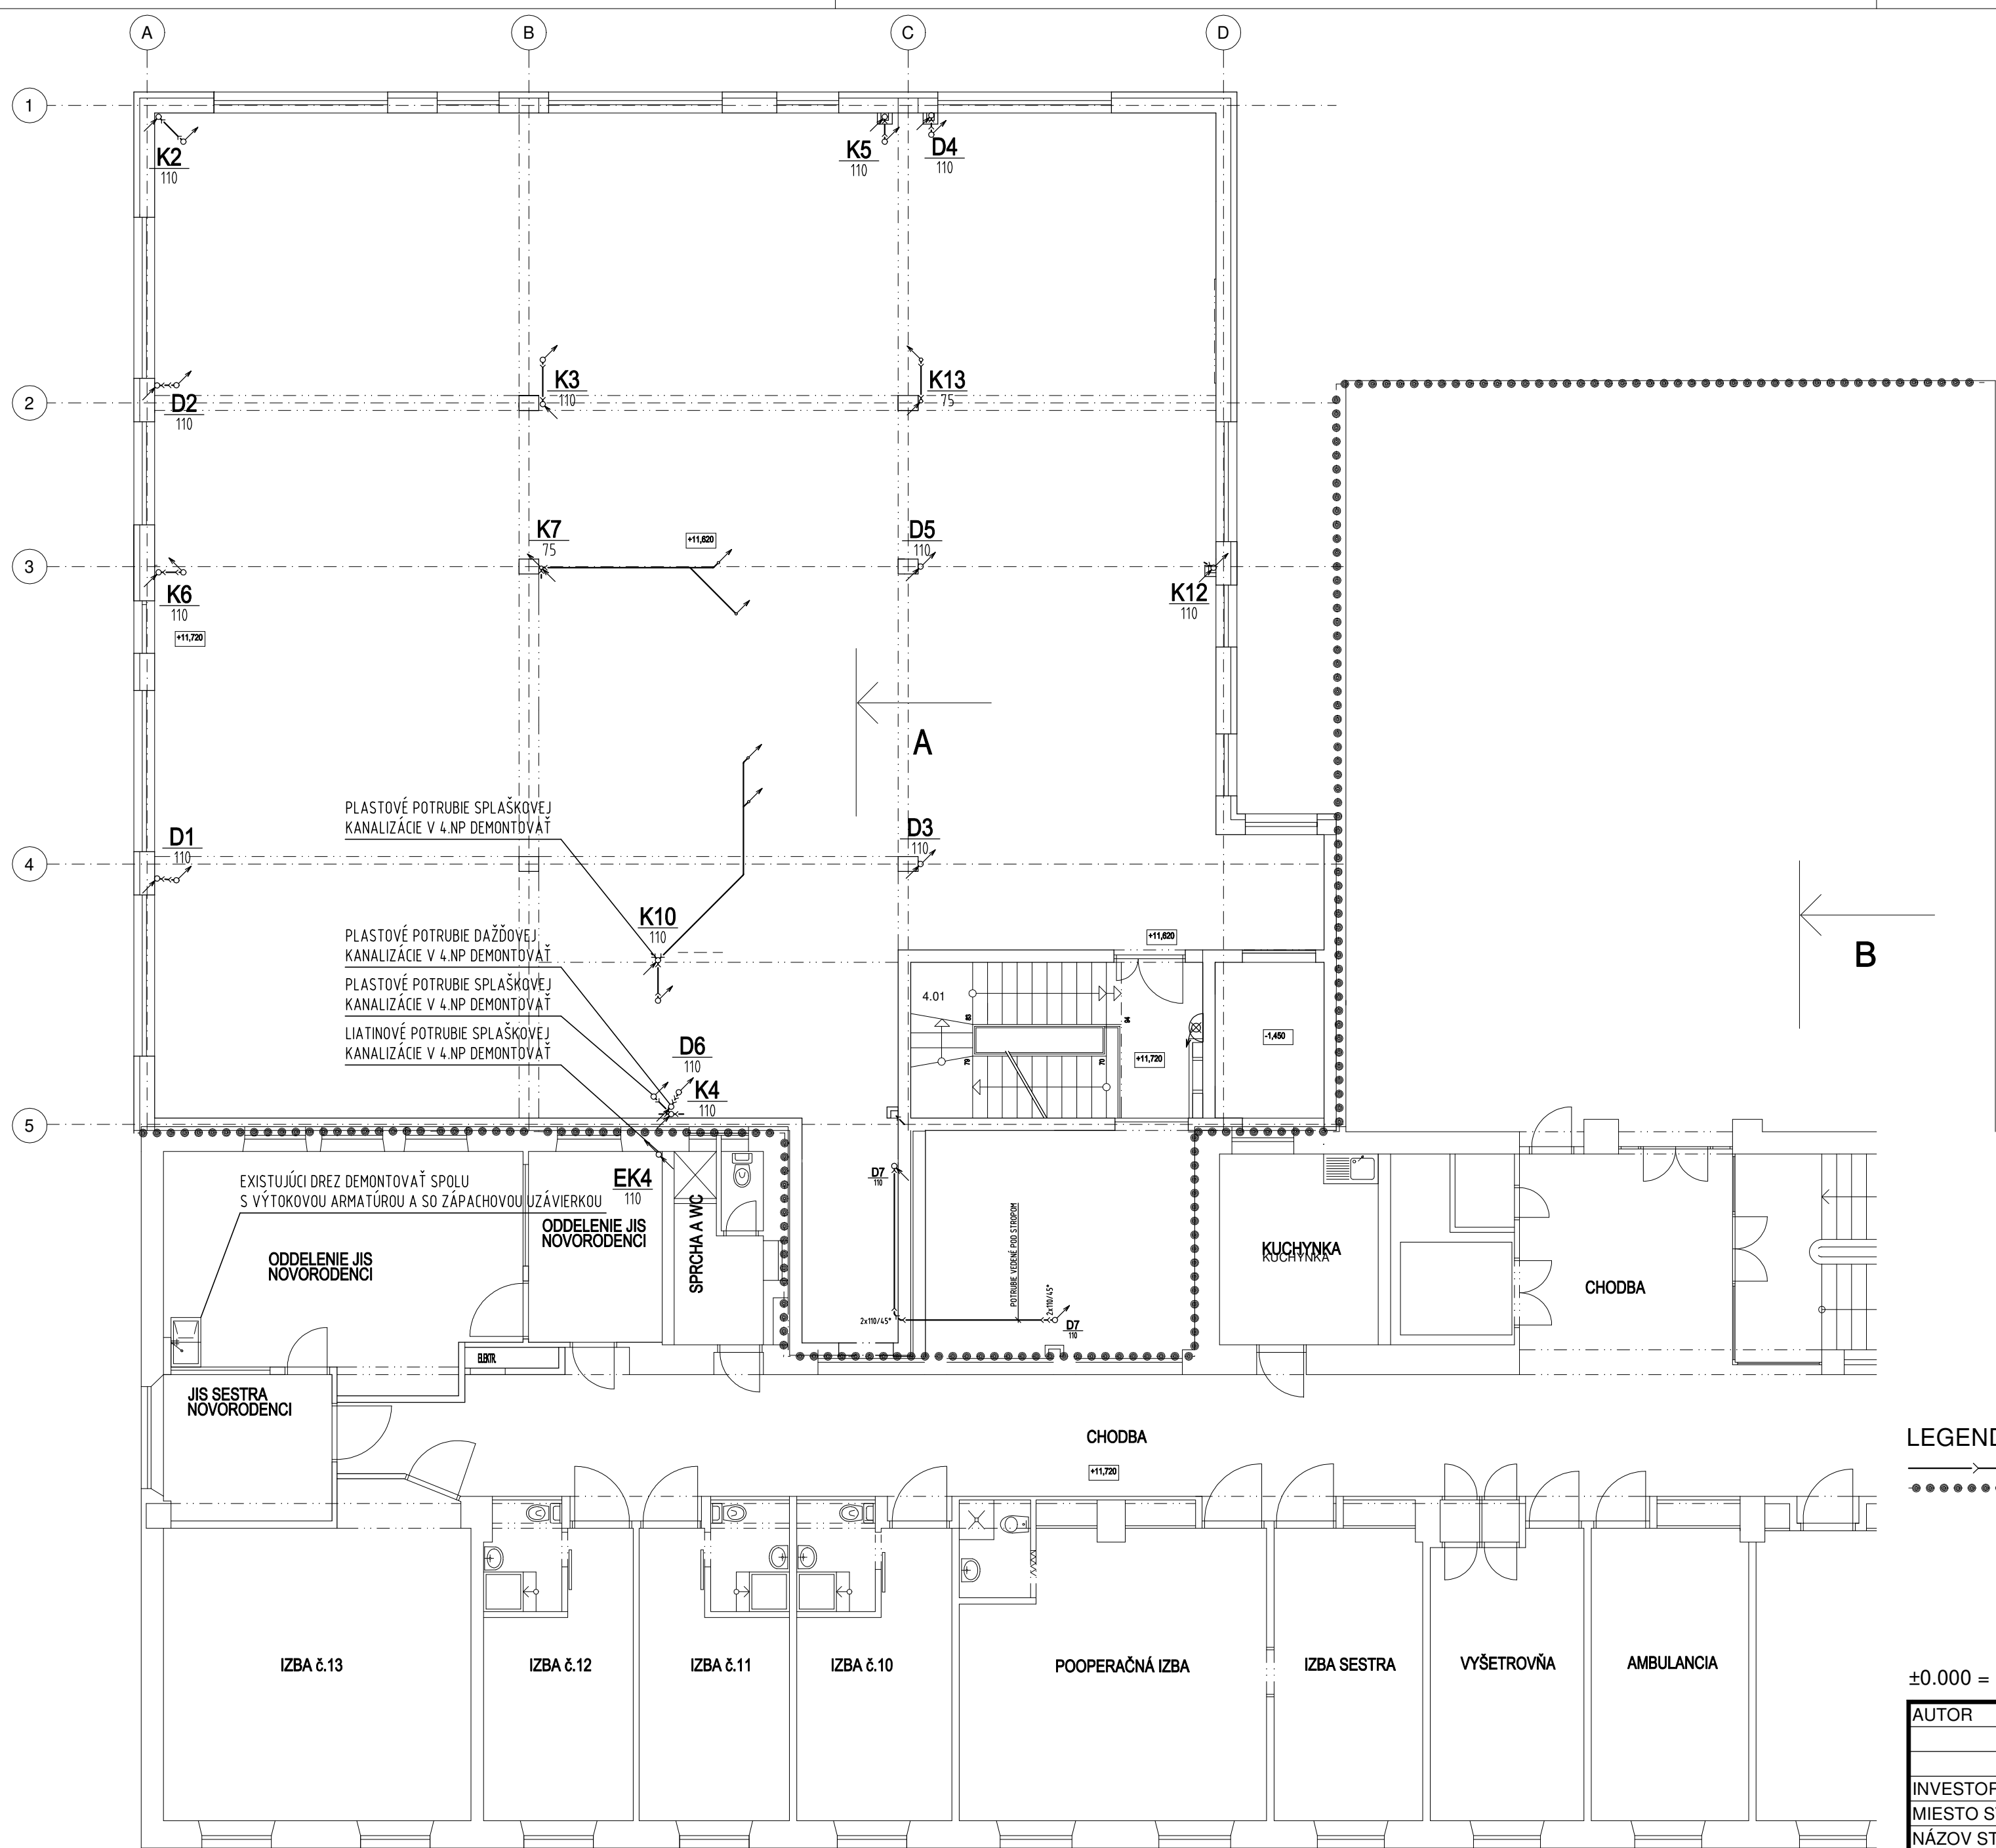 A
B
C
D
1
K2
110
K5
110
D4
110
K3
110
K13
75
2
D2
110
K7
75
+11,620
D5
110
3
K6
110
+11,720
K12
110
A
PLASTOVÉ POTRUBIE SPLAŠKOVEJ
KANALIZÁCIE V 4.NP DEMONTOVAŤ
D1
110
D3
110
4
K10
110
PLASTOVÉ POTRUBIE DAŽĎOVEJ
KANALIZÁCIE V 4.NP DEMONTOVAŤ
+11,620
B
PLASTOVÉ POTRUBIE SPLAŠKOVEJ
KANALIZÁCIE V 4.NP DEMONTOVAŤ
4.01
83
84
LIATINOVÉ POTRUBIE SPLAŠKOVEJ
KANALIZÁCIE V 4.NP DEMONTOVAŤ
-1,450
D6
110
79
70
+11,720
K4
110
5
EXISTUJÚCI DREZ DEMONTOVAŤ SPOLU
S VÝTOKOVOU ARMATÚROU A SO ZÁPACHOVOU UZÁVIERKOU
EK4
110
D7
110
SPRCHA A WC
POTRUBIE VEDENÉ POD STROPOM
ODDELENIE JIS
NOVORODENCI
ODDELENIE JIS
NOVORODENCI
KUCHYNKA
KUCHYNKA
CHODBA
2x110/45°
2x110/45°
D7
110
ELEKTR.
JIS SESTRA
NOVORODENCI
CHODBA
+11,720
LEGEND
IZBA č.13
IZBA č.12
IZBA č.11
IZBA č.10
POOPERAČNÁ IZBA
IZBA SESTRA
VYŠETROVŇA
AMBULANCIA
±0.000 =
AUTOR
INVESTOR
MIESTO ST
NÁZOV ST